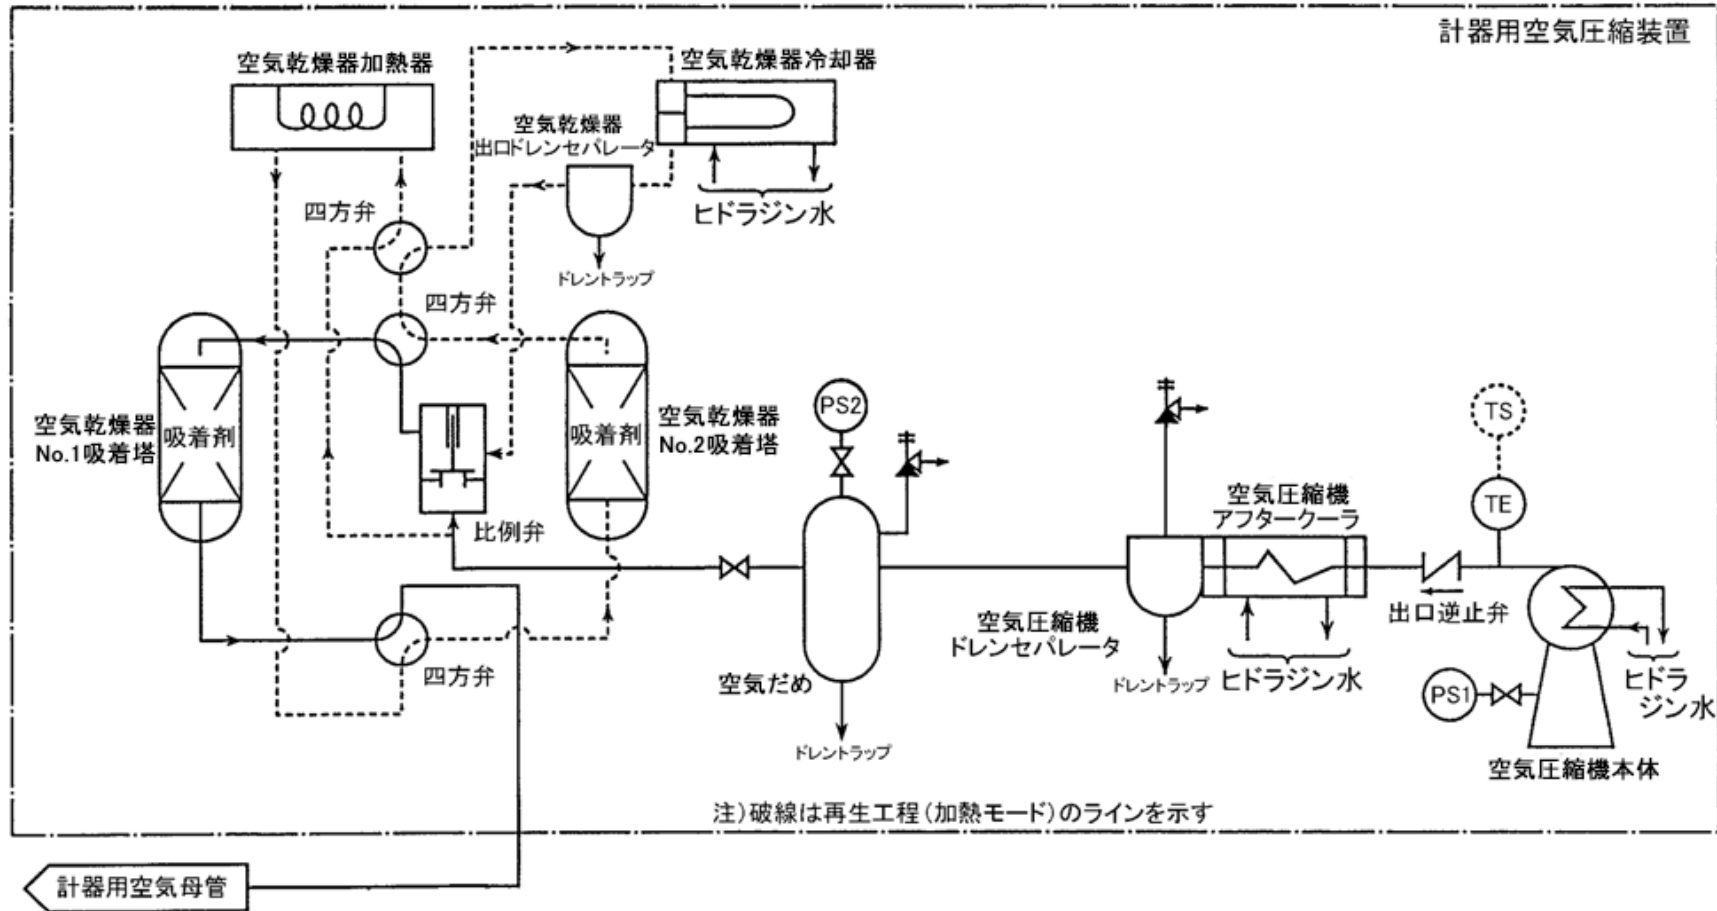 計器用空気圧縮装置
空気乾燥器加熱器
空気乾燥器冷却器
空気乾燥器
出口ドレンセパレータ
ヒドラジン水
四方弁
ドレントラップ
四方弁
空気乾燥器
No.1吸着塔
吸着剤
吸着剤
空気乾燥器
No.2吸着塔
PS2
TS
TE
空気圧縮機
アフタークーラ
比例弁
出口逆止弁
空気圧縮機
ドレンセパレータ
四方弁
空気だめ
ドレントラップ
ヒドラジン水
PS1
ヒドラ
ジン水
ドレントラップ
空気圧縮機本体
注)破線は再生工程(加熱モード)のラインを示す
計器用空気母管